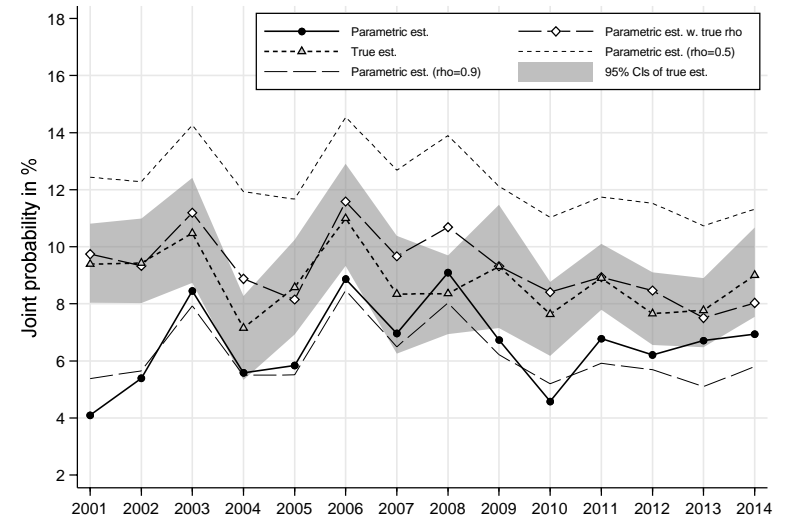 Parametric est.
Parametric est. w. true rho
True est.
Parametric est. (rho=0.5)
Parametric est. (rho=0.9)
95% CIs of true est.
Joint probability in %
18
16
14
12
10
8
6
4
2
2001 2002 2003 2004 2005 2006 2007 2008 2009 2010 2011 2012 2013 2014